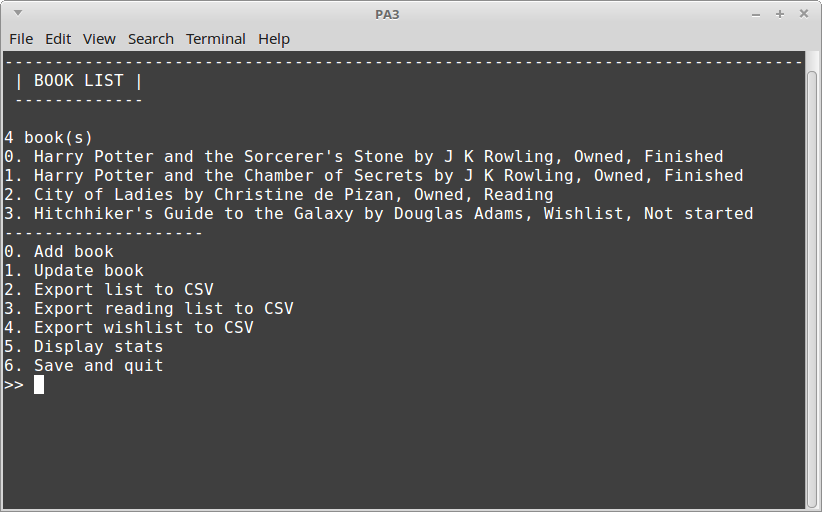 PA3
File Edit View Search Terminal Help
--------------------------------------------------------------------------------
| BOOK LIST |
-------------
4 book(s)
0. Harry Potter and the Sorcerer's Stone by J K Rowling, Owned, Finished
1. Harry Potter and the Chamber of Secrets by J K Rowling, Owned, Finished
2. City of Ladies by Christine de Pizan, Owned, Reading
3. Hitchhiker's Guide to the Galaxy by Douglas Adams, Wishlist, Not started
--------------------
0. Add book
1. Update book
2. Export list to CSV
3. Export reading list to CSV
4. Export wishlist to CSV
5. Display stats
6. Save and quit
>>